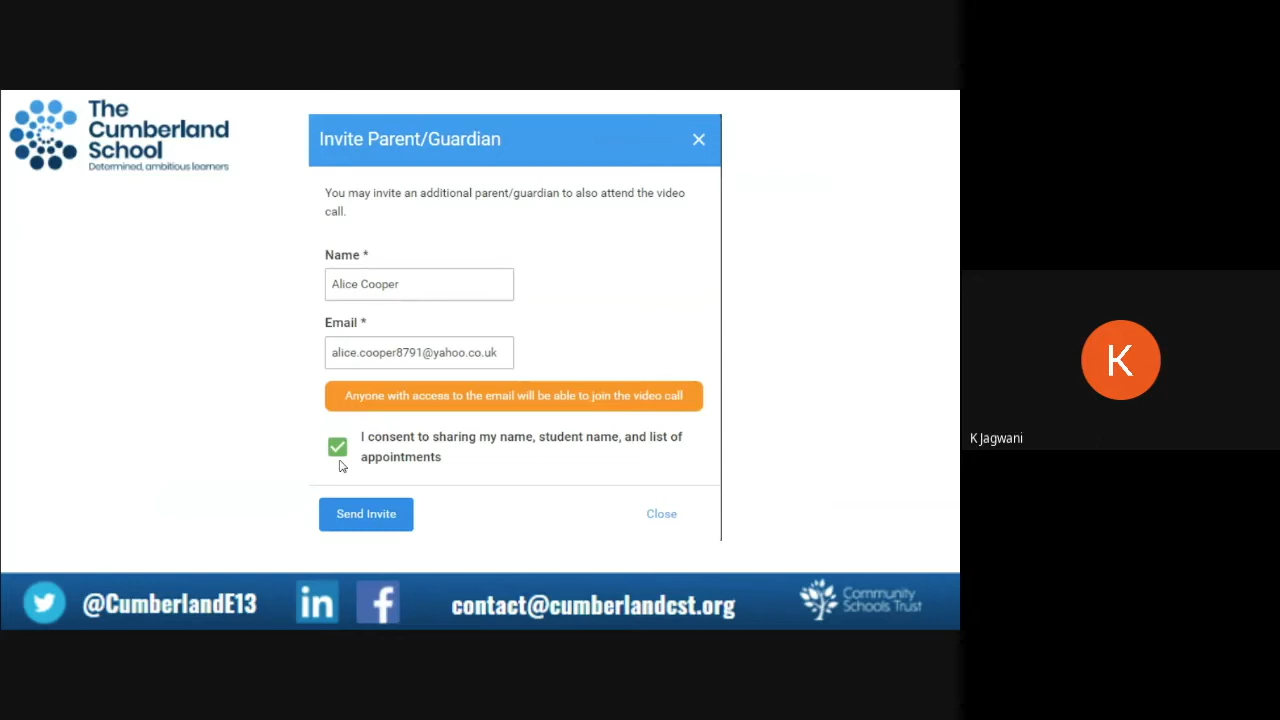 The
Cumberland
School
Determined, ambitious learners
Invite Parent/Guardian
You may invite an additional parent/guardian to also attend the video
call.
Name *
Alice Cooper
Email *
alice.cooper8791@yahoo.co.uk
Anyone with access to the email will be able to join the video call
I consent to sharing my name, student name, and list of
appointments
Send Invite
Close
@CumberlandE13
in
f
contact@cumberlandcst.org
Community
Schools Trust
K
K Jagwani